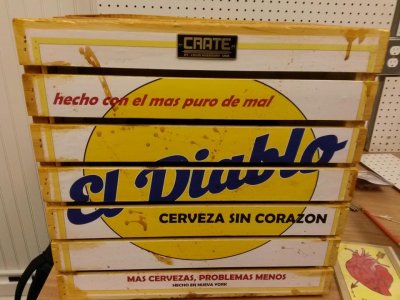 CRATE
hecho con el mas puro de mal
El Diablo
CERVEZA SIN CORAZON
MAS CERVEZAS, PROBLEMAS MENOS
HECHO EN NUEVA YORK